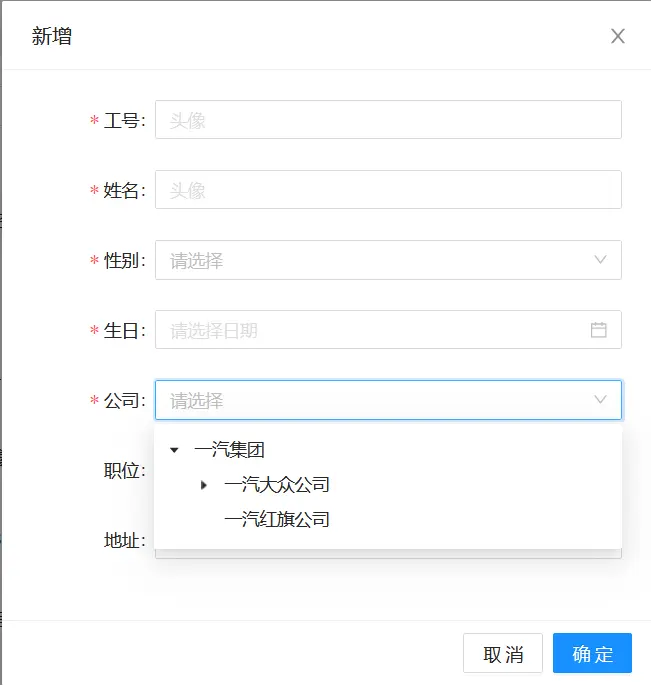 新增
* 工号: 头像
* 姓名: 头像
* 性别: 请选择
* 生日: 请选择日期
* 公司: 请选择
一汽集团
职位:
一汽大众公司
一汽红旗公司
地址:
取 消 确 定